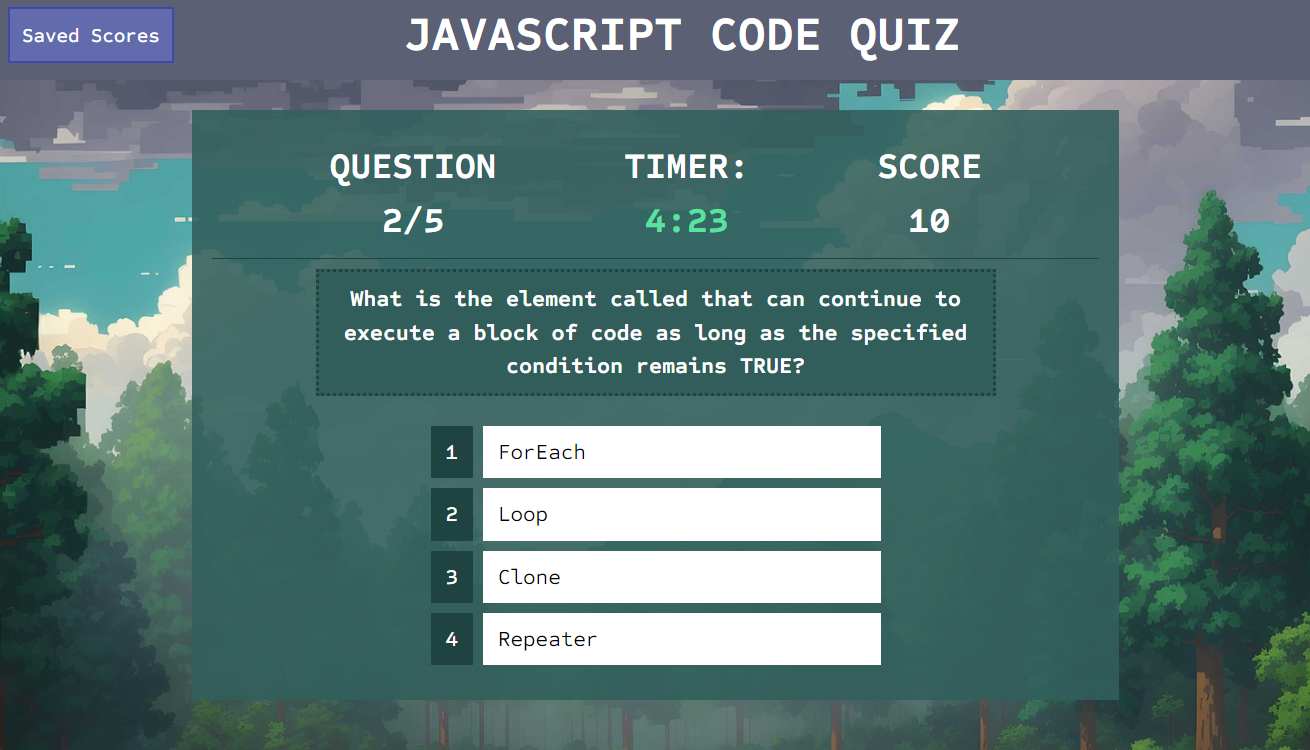 Saved Scores
JAVASCRIPT CODE QUIZ
QUESTION
2/5
TIMER:
4:23
SCORE
10
What is the element called that can continue to
execute a block of code as long as the specified
condition remains TRUE?
1 ForEach
2 Loop
3 Clone
4 Repeater